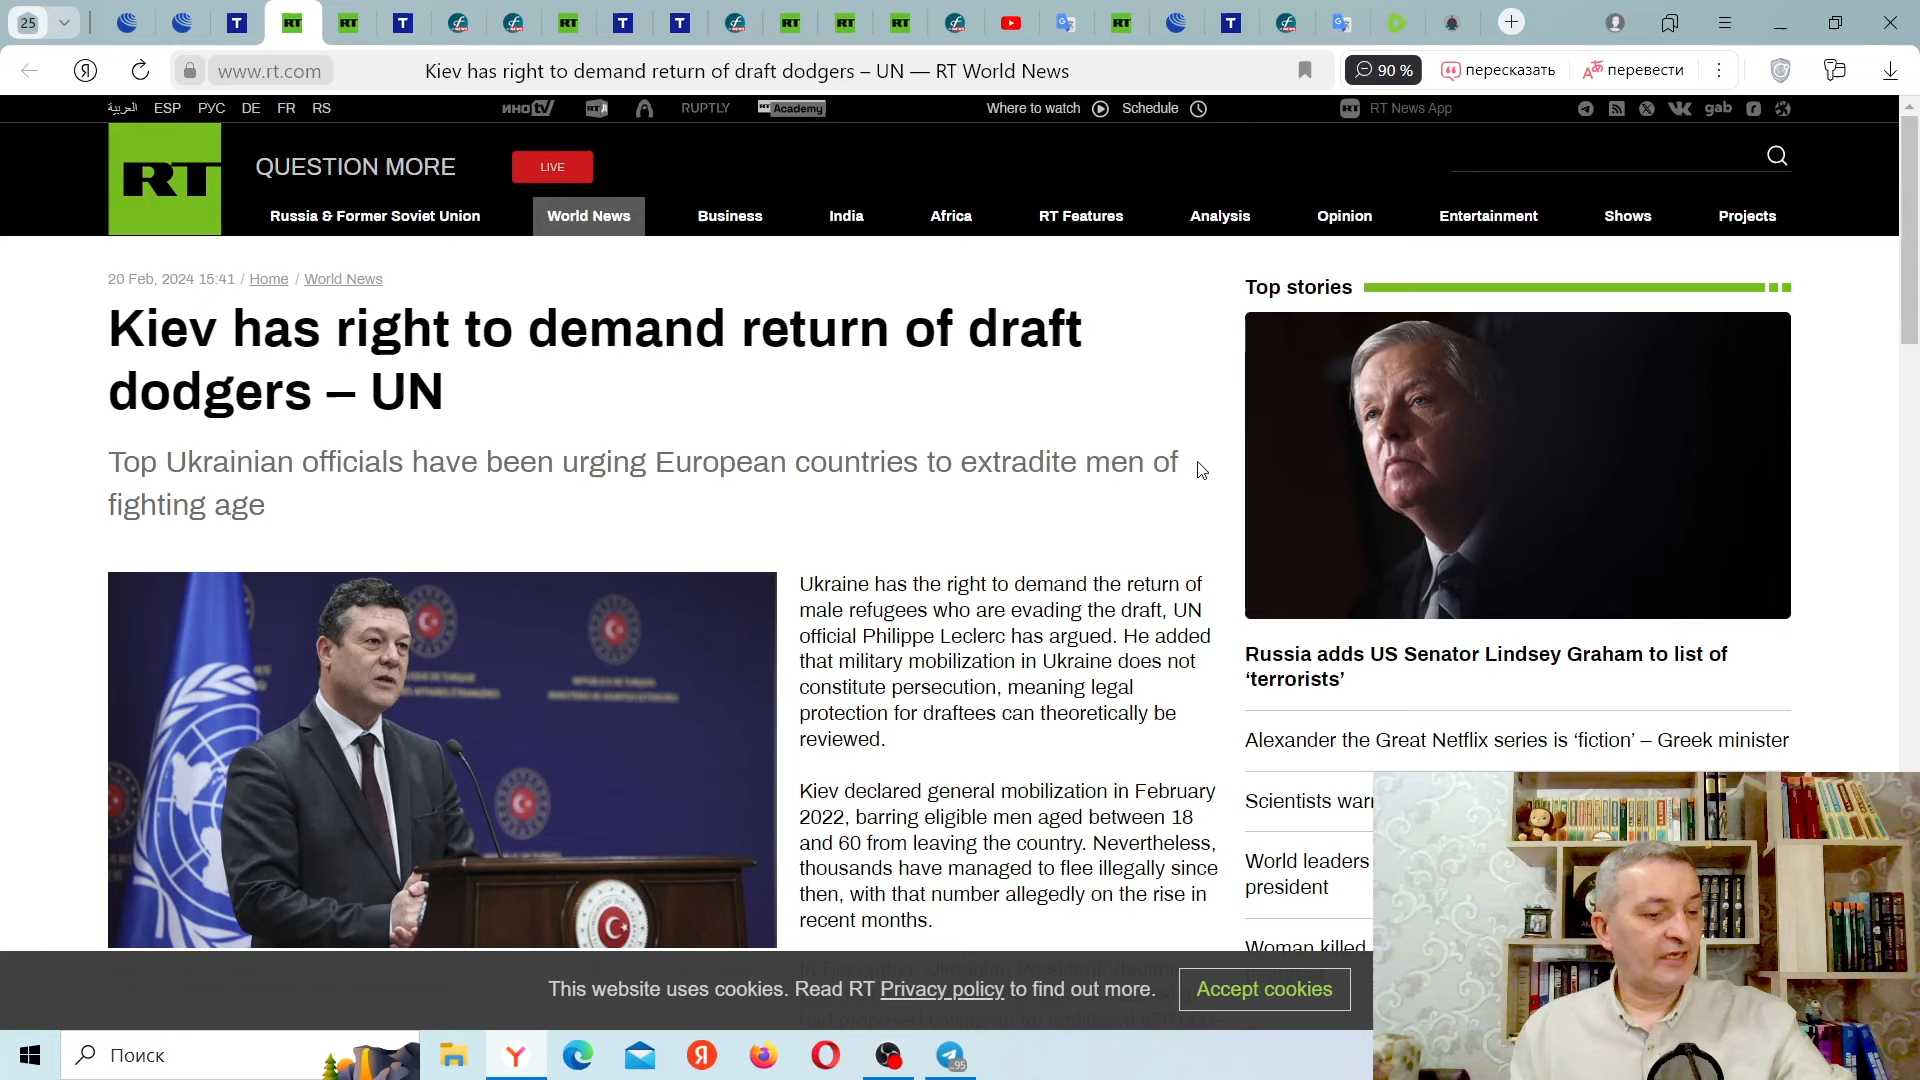 25
www.rt.com
Kiev has right to demand return of draft dodgers – UN — RT World News
90 %
пересказать
перевести
العربية ESP РУС DE FR RS
ИНОTV
RUPTLY
RT Academy
Where to watch
Schedule
RT News App
gab
RT
QUESTION MORE
LIVE
Russia & Former Soviet Union
World News
Business
India
Africa
RT Features
Analysis
Opinion
Entertainment
Shows
Projects
20 Feb, 2024 15:41 / Home / World News
Kiev has right to demand return of draft
dodgers – UN
Top Ukrainian officials have been urging European countries to extradite men of
fighting age
Ukraine has the right to demand the return of
male refugees who are evading the draft, UN
official Philippe Leclerc has argued. He added
that military mobilization in Ukraine does not
constitute persecution, meaning legal
protection for draftees can theoretically be
reviewed.
Kiev declared general mobilization in February
2022, barring eligible men aged between 18
and 60 from leaving the country. Nevertheless,
thousands have managed to flee illegally since
then, with that number allegedly on the rise in
recent months.
Top stories
Russia adds US Senator Lindsey Graham to list of
‘terrorists’
Alexander the Great Netflix series is ‘fiction’ – Greek minister
Scientists warn
World leaders
president
Woman killed
This website uses cookies. Read RT Privacy policy to find out more.
Accept cookies
Поиск
95